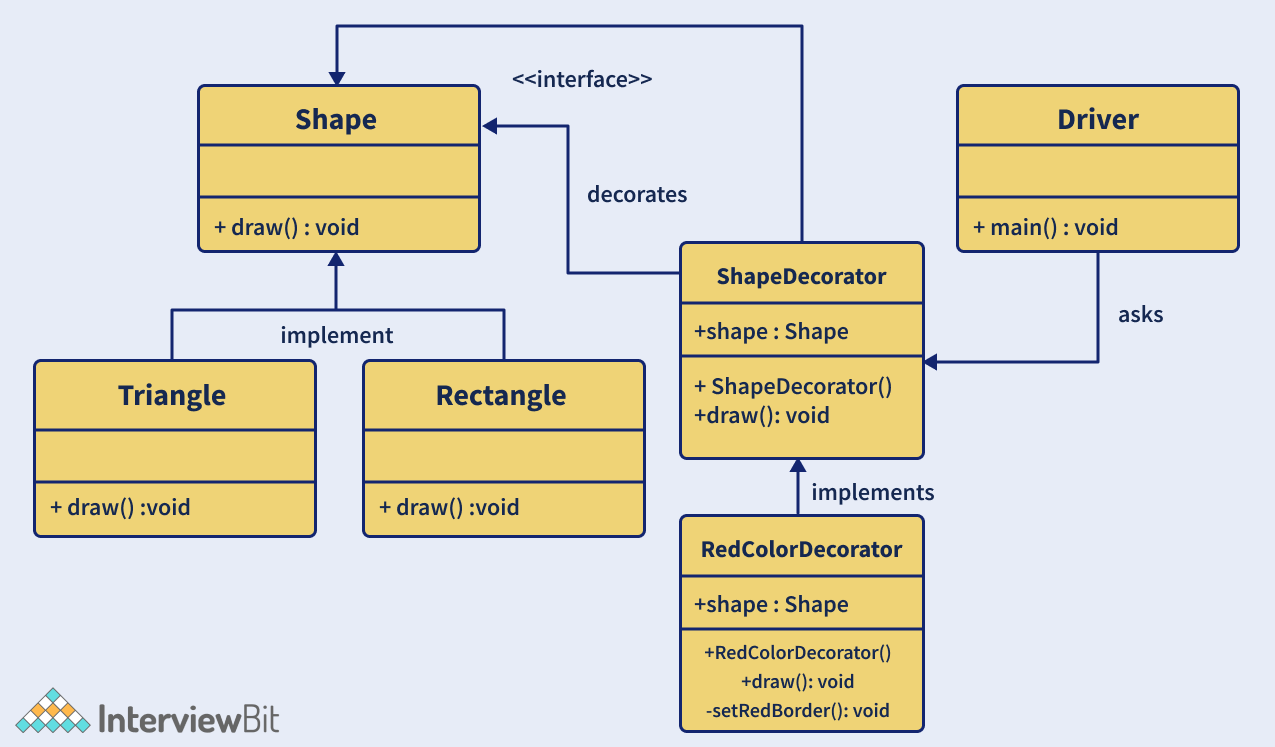 <<interface>>
Shape
+ draw() : void
decorates
Driver
+ main() : void
asks
ShapeDecorator
+shape : Shape
+ ShapeDecorator()
+draw(): void
implement
Triangle
+ draw() :void
Rectangle
+ draw() :void
implements
RedColorDecorator
+shape : Shape
+RedColorDecorator()
+draw(): void
-setRedBorder(): void
InterviewBit